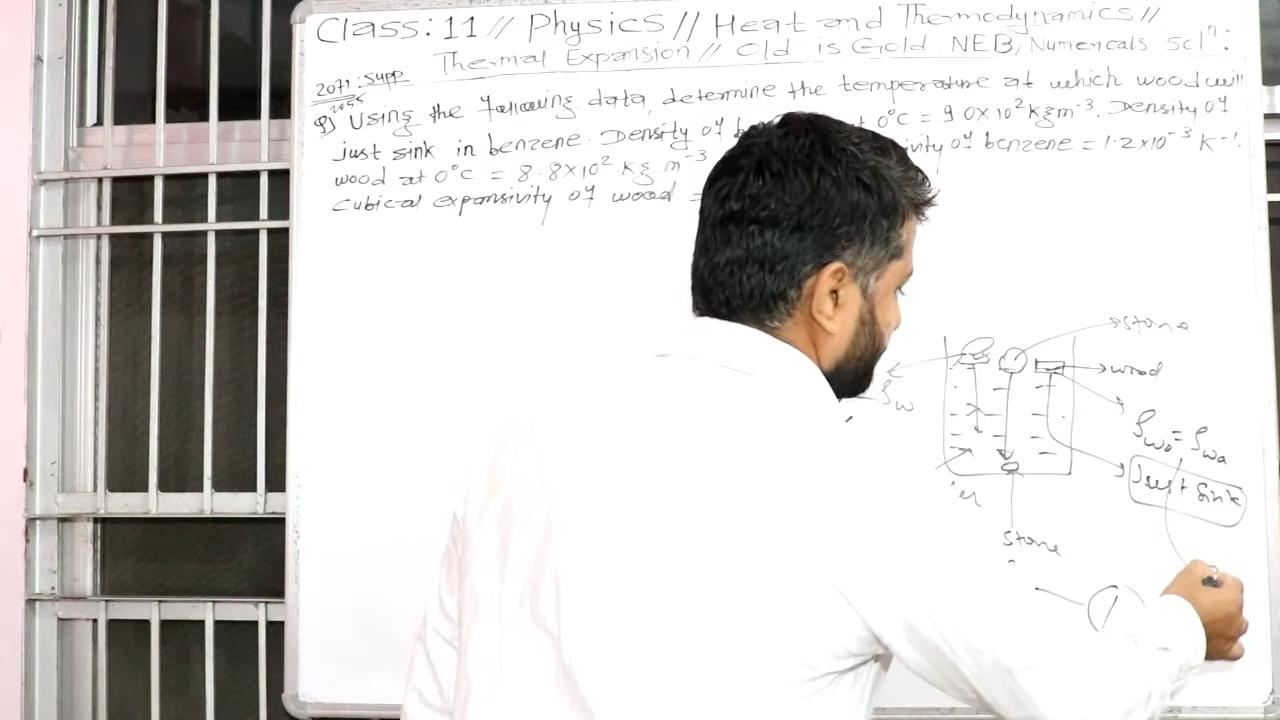 Class: 11 // Physics // Heat and Thermodynamics //
Thermal Expansion // Old is Gold NEB, Numericals Solⁿ:
2071: Supp
2055
Q) Using the following data, determine the temperature at which wood will
just sink in benzene. Density of at 0°C = 9.0×10² kg m⁻³. Density of
wood at 0°C = 8.8×10² kg m⁻³ of benzene = 1.2×10⁻³ K⁻¹.
Cubical expansivity of wood =
stone
wood
ρw
ρwo = ρwa
Just Sink
stone